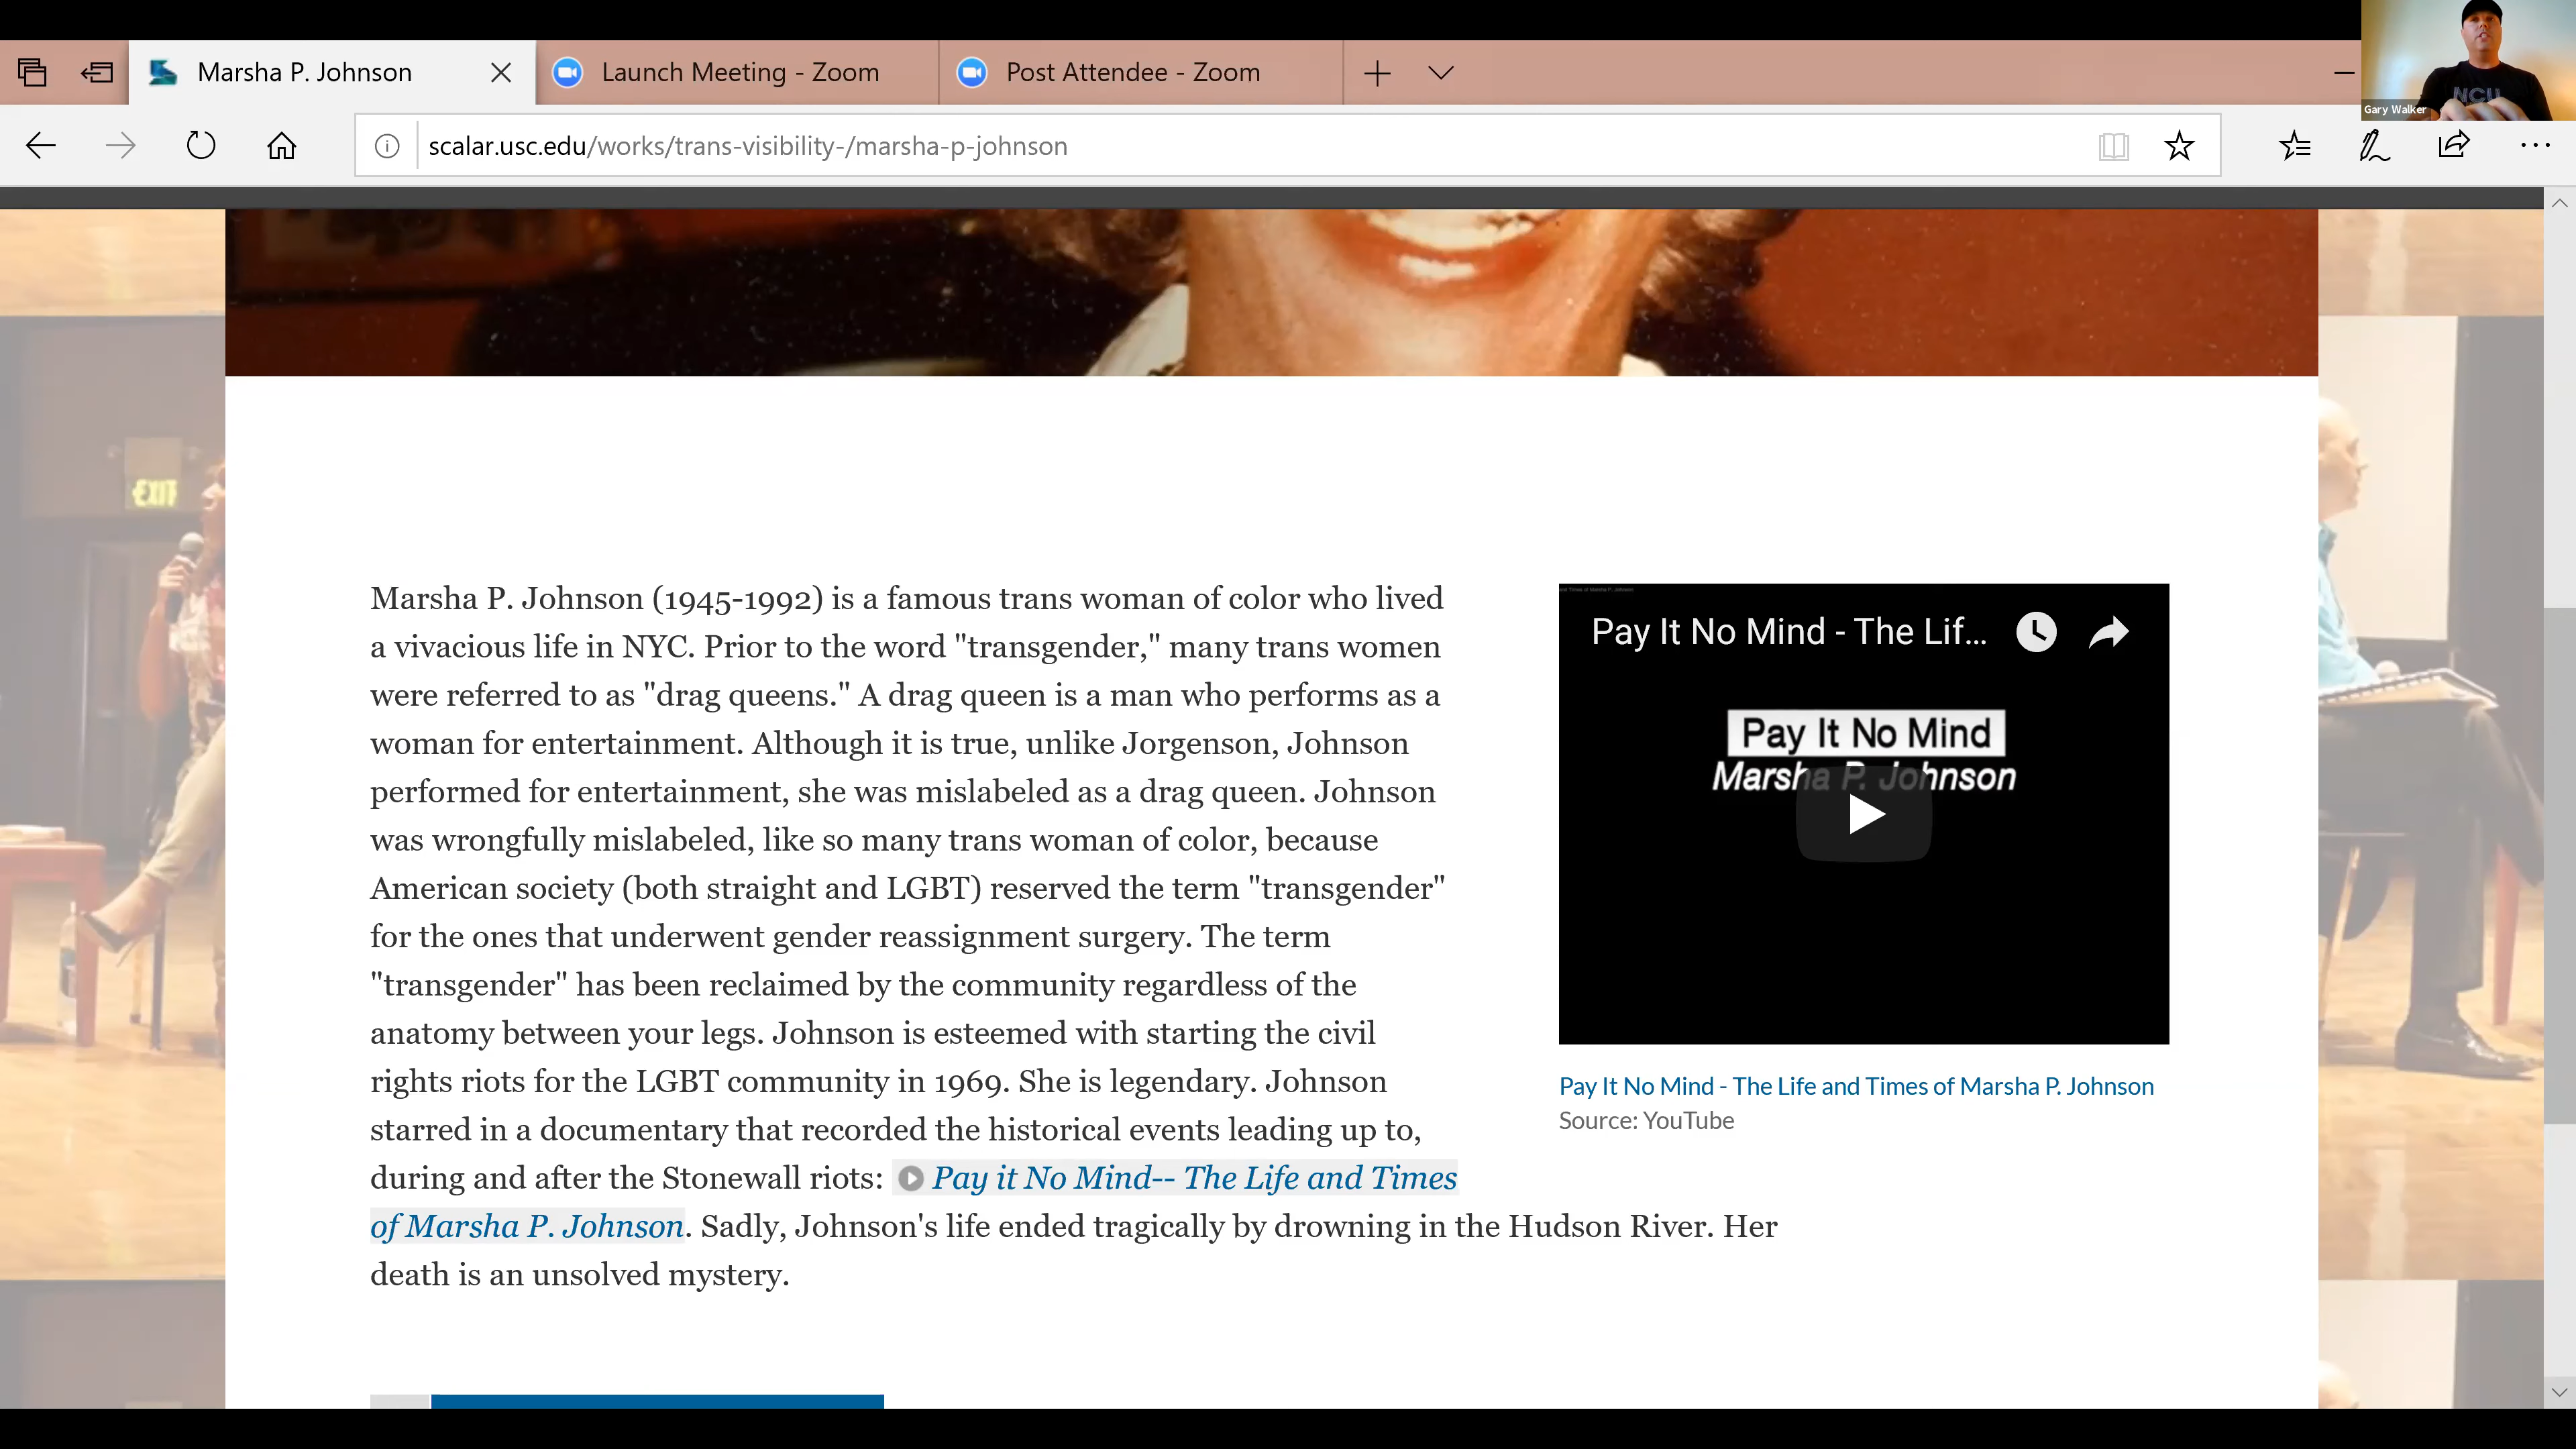 Marsha P. Johnson
Launch Meeting - Zoom
Post Attendee - Zoom
NCU
Gary Walker
scalar.usc.edu/works/trans-visibility-/marsha-p-johnson
EXIT
Marsha P. Johnson (1945-1992) is a famous trans woman of color who lived
a vivacious life in NYC. Prior to the word "transgender," many trans women
were referred to as "drag queens." A drag queen is a man who performs as a
woman for entertainment. Although it is true, unlike Jorgenson, Johnson
performed for entertainment, she was mislabeled as a drag queen. Johnson
was wrongfully mislabeled, like so many trans woman of color, because
American society (both straight and LGBT) reserved the term "transgender"
for the ones that underwent gender reassignment surgery. The term
"transgender" has been reclaimed by the community regardless of the
anatomy between your legs. Johnson is esteemed with starting the civil
rights riots for the LGBT community in 1969. She is legendary. Johnson
starred in a documentary that recorded the historical events leading up to,
during and after the Stonewall riots: Pay it No Mind-- The Life and Times
of Marsha P. Johnson. Sadly, Johnson's life ended tragically by drowning in the Hudson River. Her
death is an unsolved mystery.
Pay It No Mind - The Lif...
Pay It No Mind
Marsha P. Johnson
Pay It No Mind - The Life and Times of Marsha P. Johnson
Source: YouTube